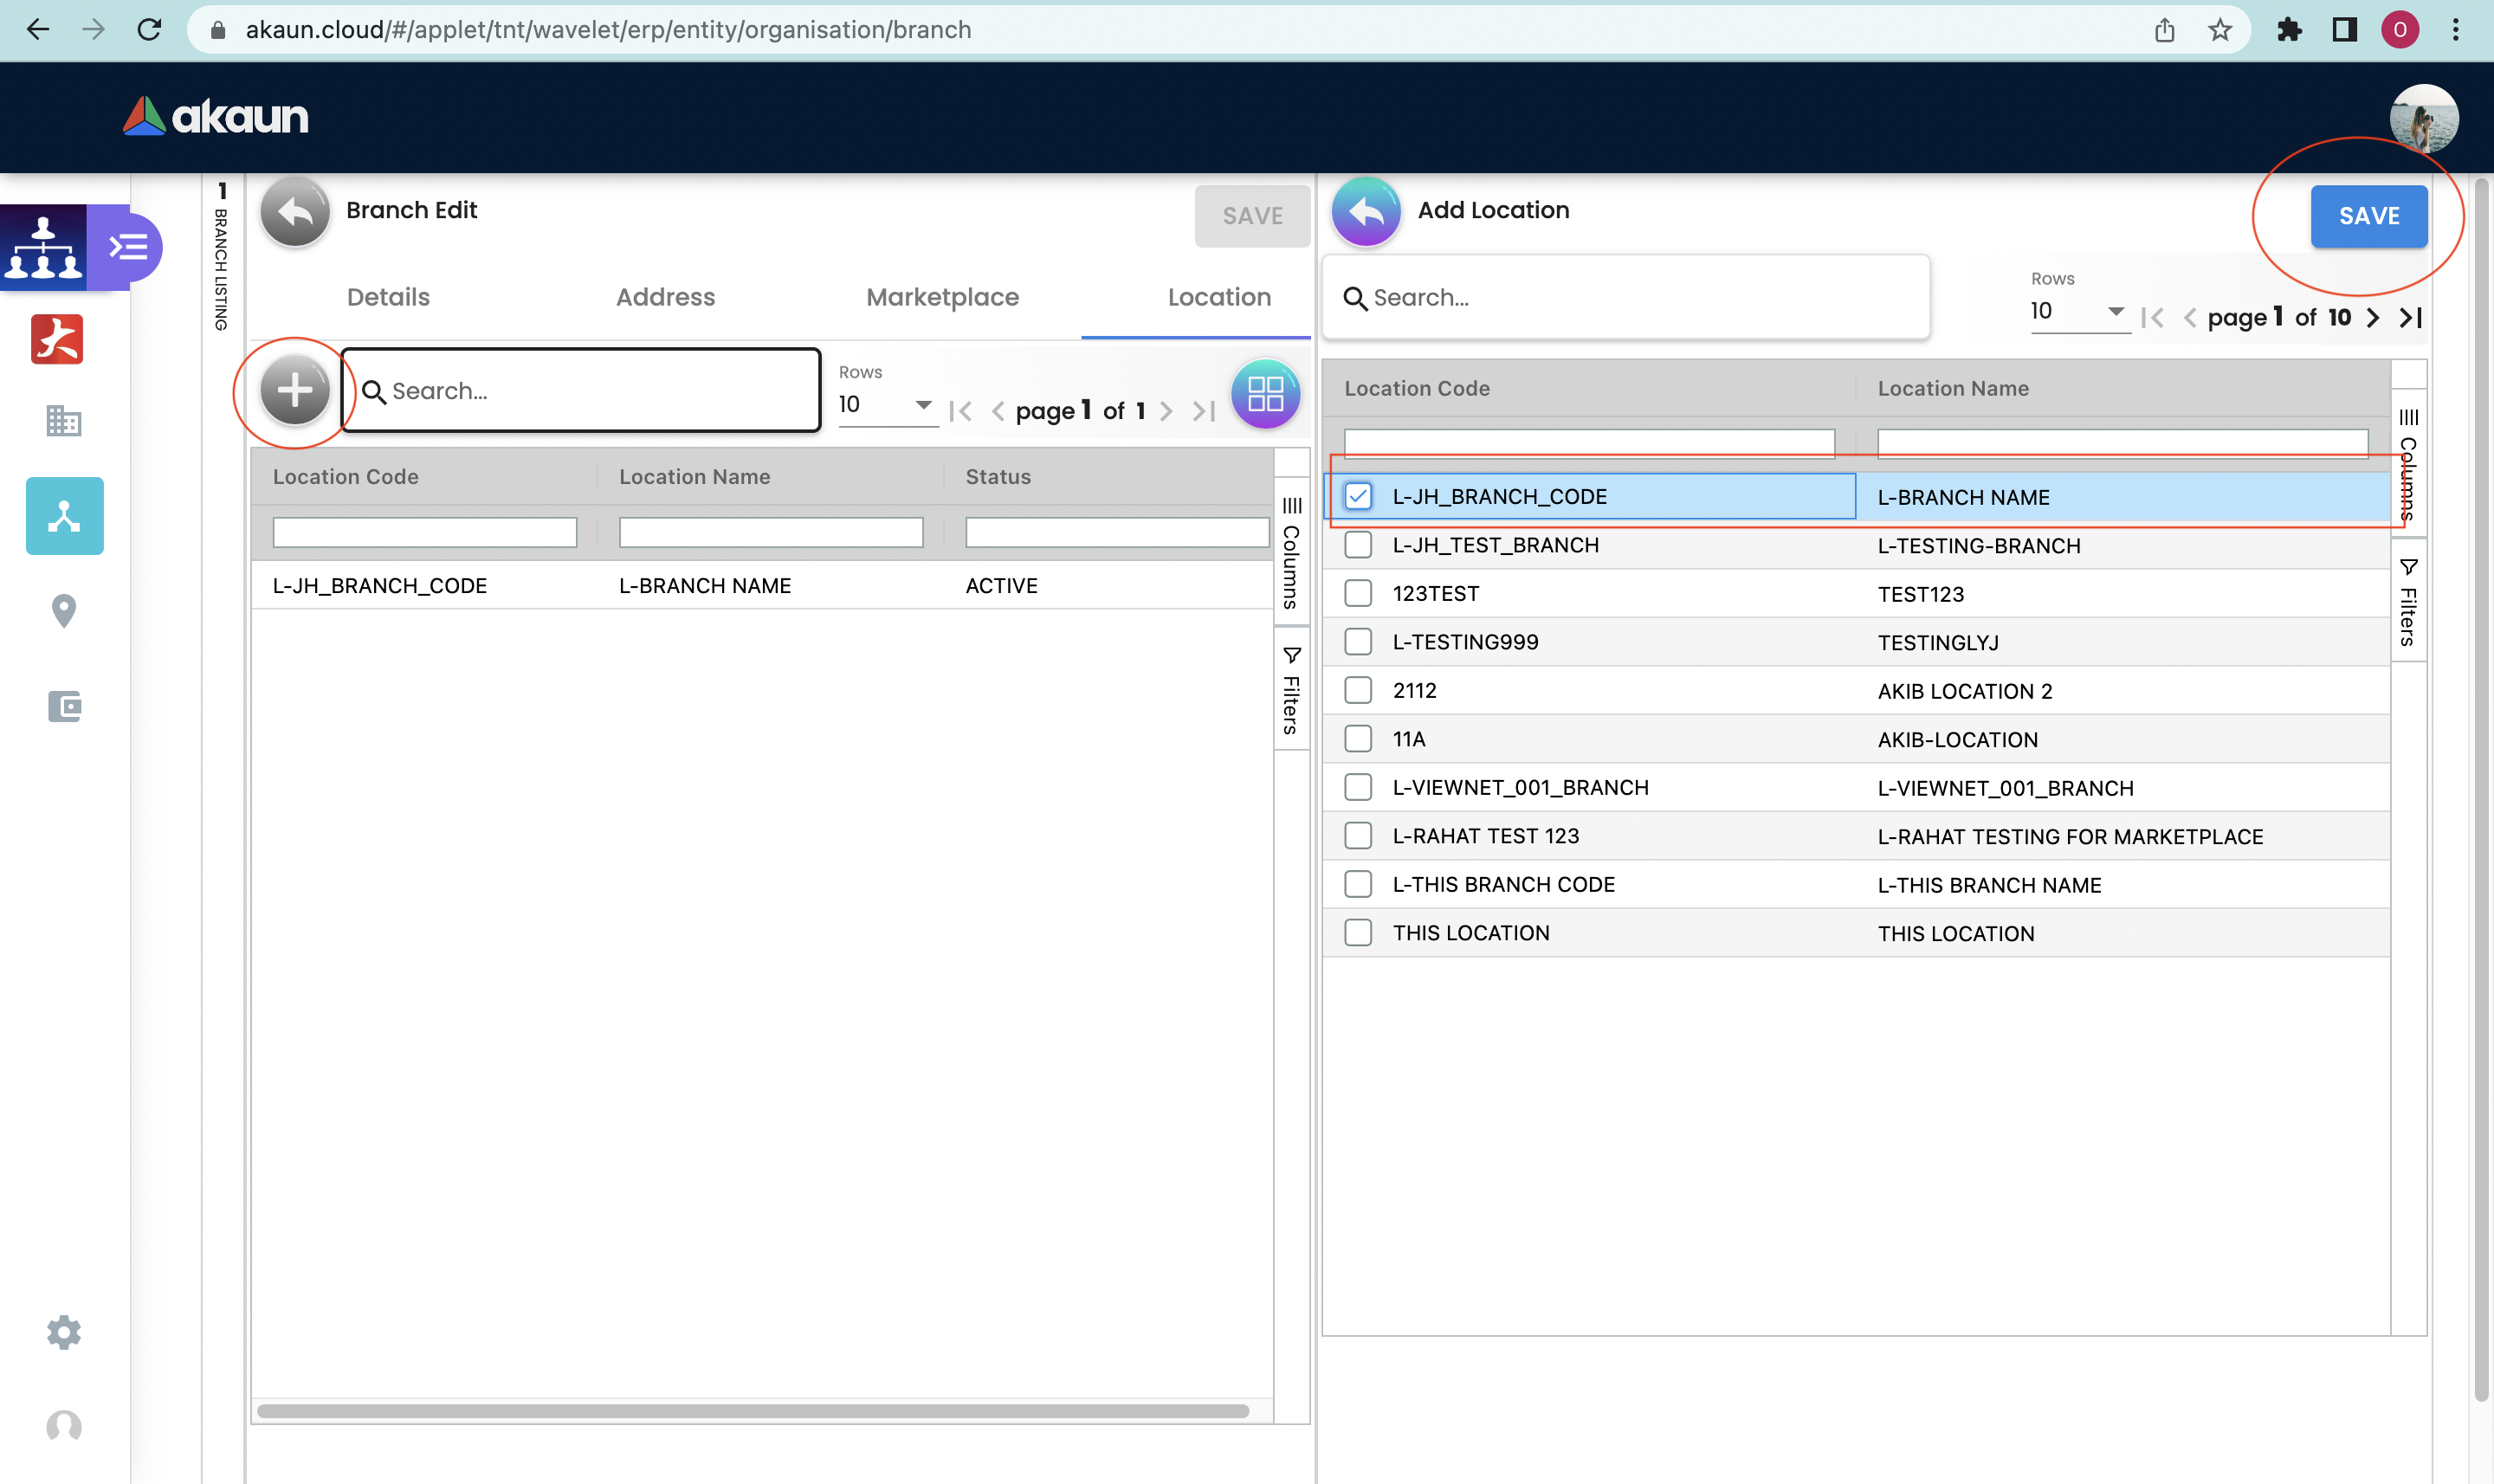 akaun.cloud/#/applet/tnt/wavelet/erp/entity/organisation/branch
O
akaun
1 BRANCH LISTING
Branch Edit
SAVE
Details Address Marketplace Location
Search...
Rows
10
page 1 of 1
Location Code Location Name Status
L-JH_BRANCH_CODE L-BRANCH NAME ACTIVE
Columns
Filters
Add Location
SAVE
Search...
Rows
10
page 1 of 10
Location Code Location Name
L-JH_BRANCH_CODE L-BRANCH NAME
L-JH_TEST_BRANCH L-TESTING-BRANCH
123TEST TEST123
L-TESTING999 TESTINGLYJ
2112 AKIB LOCATION 2
11A AKIB-LOCATION
L-VIEWNET_001_BRANCH L-VIEWNET_001_BRANCH
L-RAHAT TEST 123 L-RAHAT TESTING FOR MARKETPLACE
L-THIS BRANCH CODE L-THIS BRANCH NAME
THIS LOCATION THIS LOCATION
Columns
Filters